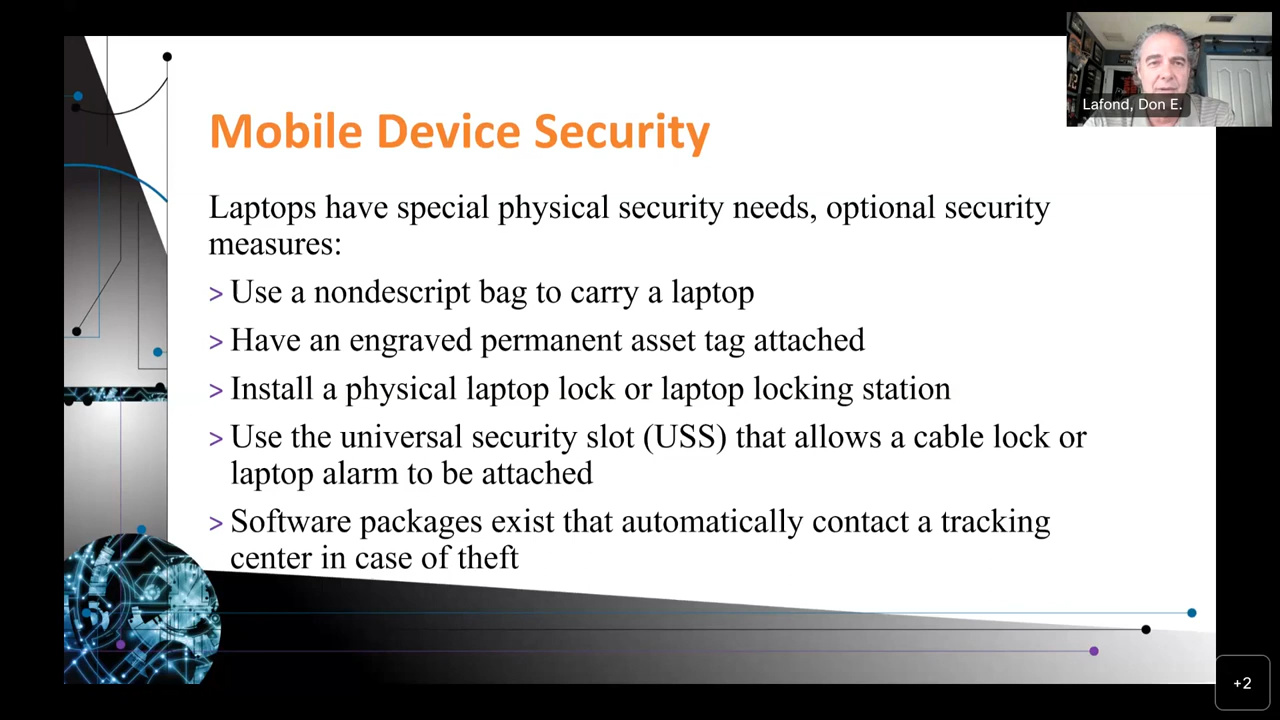 Lafond, Don E.
Mobile Device Security
Laptops have special physical security needs, optional security
measures:
> Use a nondescript bag to carry a laptop
> Have an engraved permanent asset tag attached
> Install a physical laptop lock or laptop locking station
> Use the universal security slot (USS) that allows a cable lock or
laptop alarm to be attached
> Software packages exist that automatically contact a tracking
center in case of theft
+2